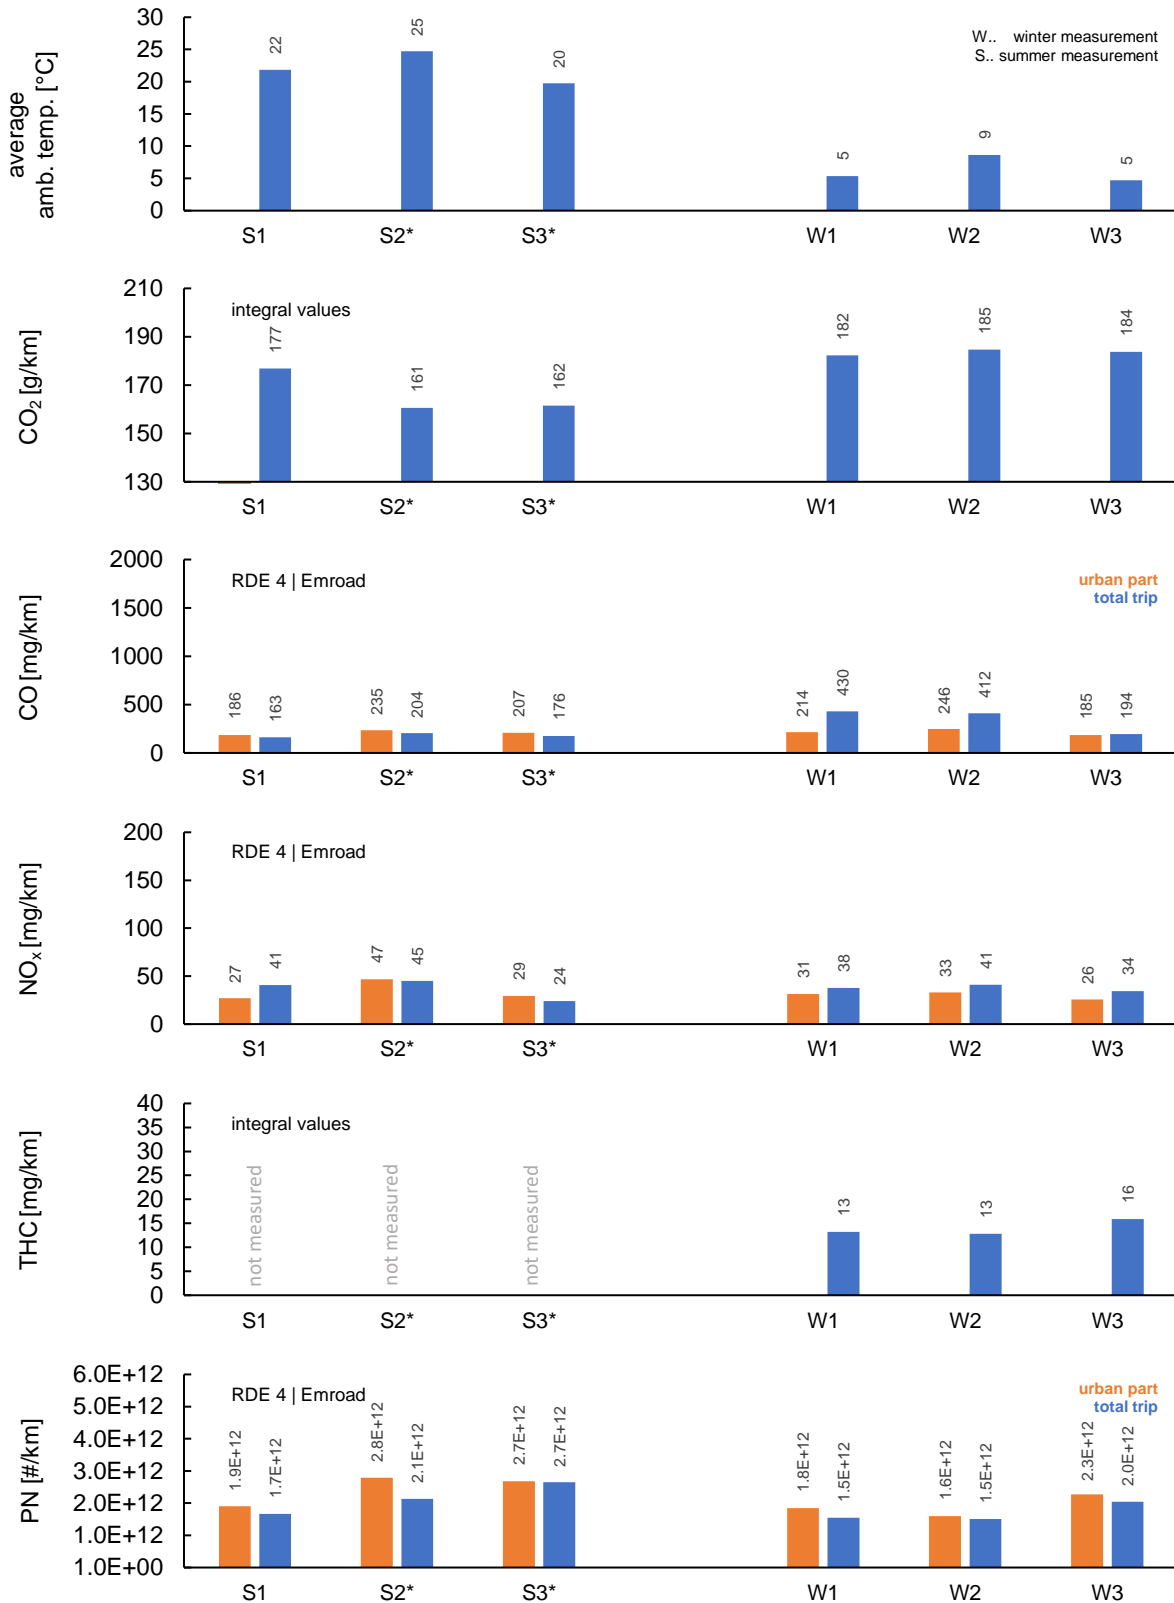 average
amb. temp. [°C]
30
25
20
15
10
5
0
22
25
20
5
9
5
W.. winter measurement
S.. summer measurement
S1 S2* S3* W1 W2 W3
CO2 [g/km]
210
190
170
150
130
integral values
177
161
162
182
185
184
S1 S2* S3* W1 W2 W3
CO [mg/km]
2000
1500
1000
500
0
RDE 4 | Emroad
urban part
total trip
186
163
235
204
207
176
214
430
246
412
185
194
S1 S2* S3* W1 W2 W3
NOx [mg/km]
200
150
100
50
0
RDE 4 | Emroad
27
41
47
45
29
24
31
38
33
41
26
34
S1 S2* S3* W1 W2 W3
THC [mg/km]
40
35
30
25
20
15
10
5
0
integral values
not measured
not measured
not measured
13
13
16
S1 S2* S3* W1 W2 W3
PN [#/km]
6.0E+12
5.0E+12
4.0E+12
3.0E+12
2.0E+12
1.0E+12
1.0E+00
RDE 4 | Emroad
urban part
total trip
1.9E+12
1.7E+12
2.8E+12
2.1E+12
2.7E+12
2.7E+12
1.8E+12
1.5E+12
1.6E+12
1.5E+12
2.3E+12
2.0E+12
S1 S2* S3* W1 W2 W3